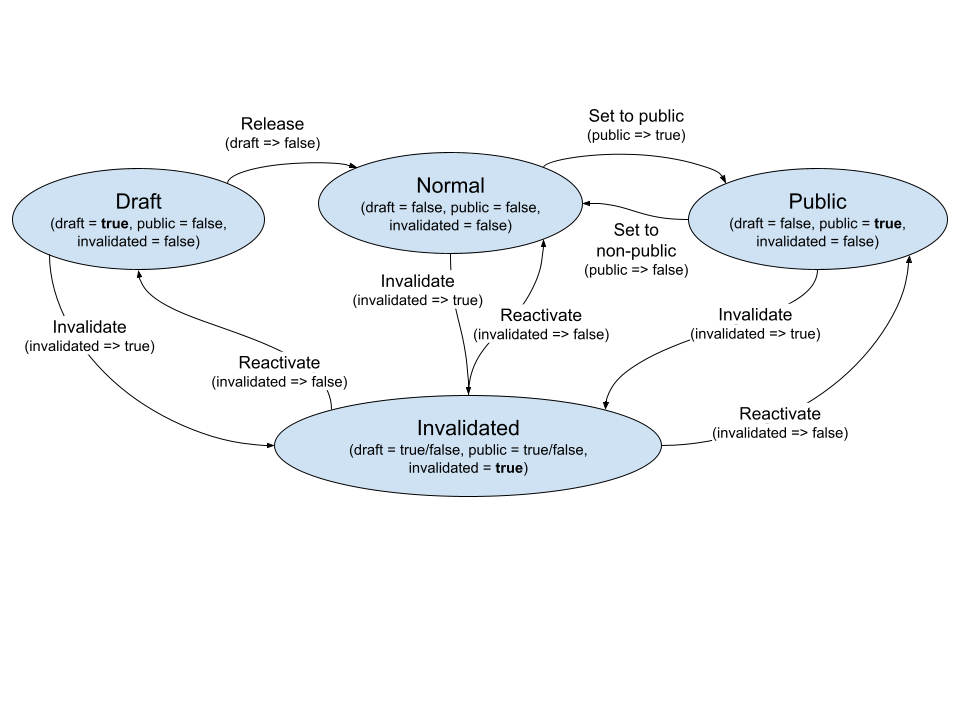 Set to public
(public => true)
Release
(draft => false)
Normal
(draft = false, public = false,
invalidated = false)
Draft
(draft = true, public = false,
invalidated = false)
Public
(draft = false, public = true,
invalidated = false)
Set to
non-public
(public => false)
Invalidate
(invalidated => true)
Reactivate
(invalidated => false)
Invalidate
(invalidated => true)
Invalidate
(invalidated => true)
Reactivate
(invalidated => false)
Reactivate
(invalidated => false)
Invalidated
(draft = true/false, public = true/false,
invalidated = true)